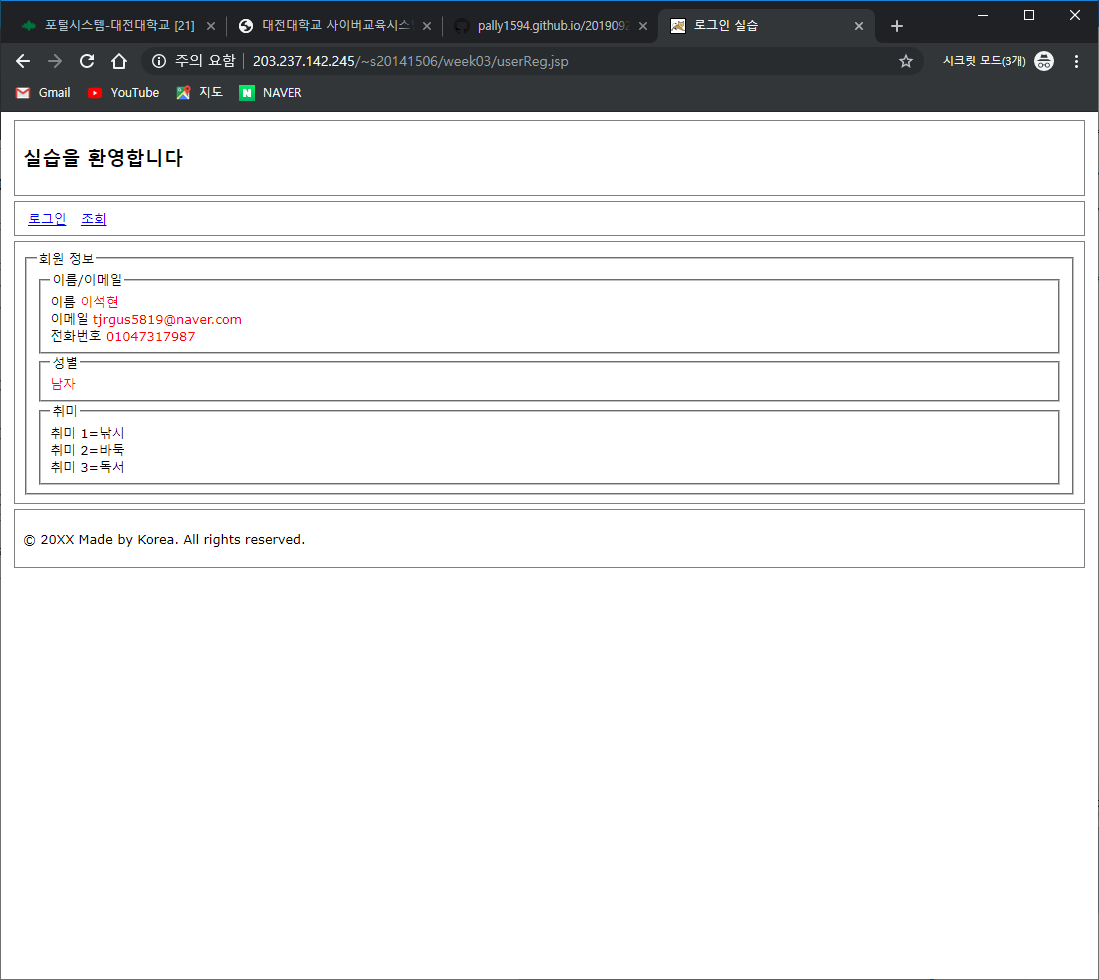 포털시스템-대전대학교 [21]
대전대학교 사이버교육시스
pally1594.github.io/201909
로그인 실습
주의 요함
203.237.142.245/~s20141506/week03/userReg.jsp
시크릿 모드(3개)
Gmail YouTube 지도 NAVER
실습을 환영합니다
로그인 조회
회원 정보
이름/이메일
이름 이석현
이메일 tjrgus5819@naver.com
전화번호 01047317987
성별
남자
취미
취미 1=낚시
취미 2=바둑
취미 3=독서
© 20XX Made by Korea. All rights reserved.